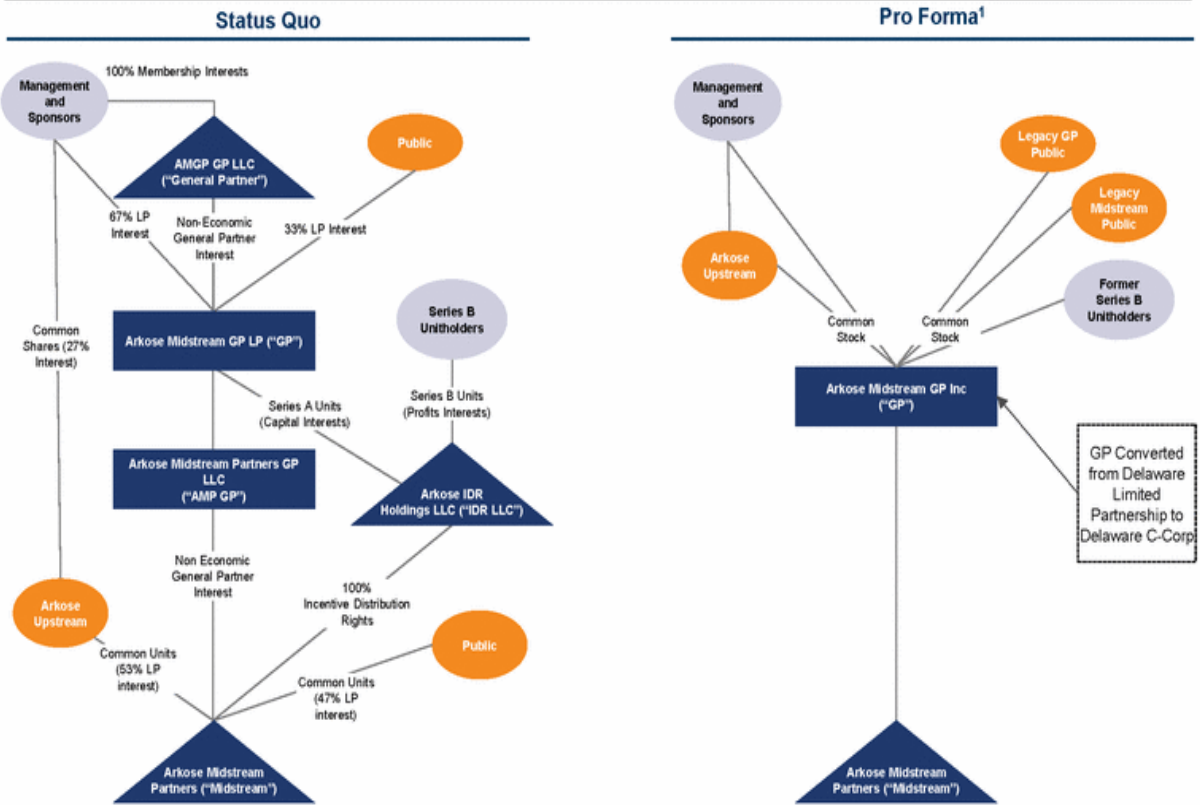 Status Quo
Management
and
Sponsors
100% Membership Interests
AMGP GP LLC
("General Partner")
Public
67% LP
Interest
Non-Economic
General Partner
Interest
33% LP Interest
Common
Shares (27%
Interest)
Arkose Midstream GP LP ("GP")
Series B
Unitholders
Series A Units
(Capital Interests)
Series B Units
(Profits Interests)
Arkose Midstream Partners GP
LLC
("AMP GP")
Arkose IDR
Holdings LLC ("IDR LLC")
Non Economic
General Partner
Interest
100%
Incentive Distribution
Rights
Arkose
Upstream
Public
Common Units
(53% LP
interest)
Common Units
(47% LP
interest)
Arkose Midstream
Partners ("Midstream")
Pro Forma1
Management
and
Sponsors
Legacy GP
Public
Legacy
Midstream
Public
Arkose
Upstream
Former
Series B
Unitholders
Common
Stock
Common
Stock
Arkose Midstream GP Inc
("GP")
GP Converted
from Delaware
Limited
Partnership to
Delaware C-Corp
Arkose Midstream
Partners ("Midstream")